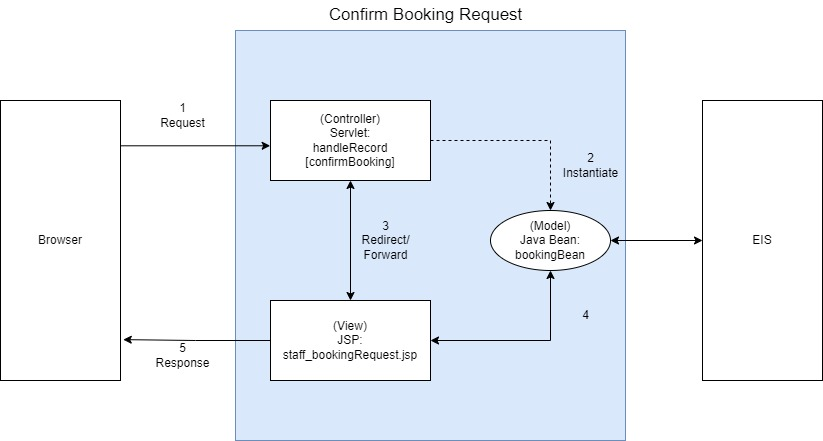 Confirm Booking Request
1
Request
(Controller)
Servlet:
handleRecord
[confirmBooking]
2
Instantiate
3
Redirect/
Forward
Browser
(Model)
Java Bean:
bookingBean
EIS
4
(View)
JSP:
staff_bookingRequest.jsp
5
Response